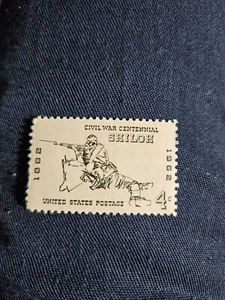 CIVIL WAR CENTENNIAL
SHILOH
1862
1962
UNITED STATES POSTAGE
4 c